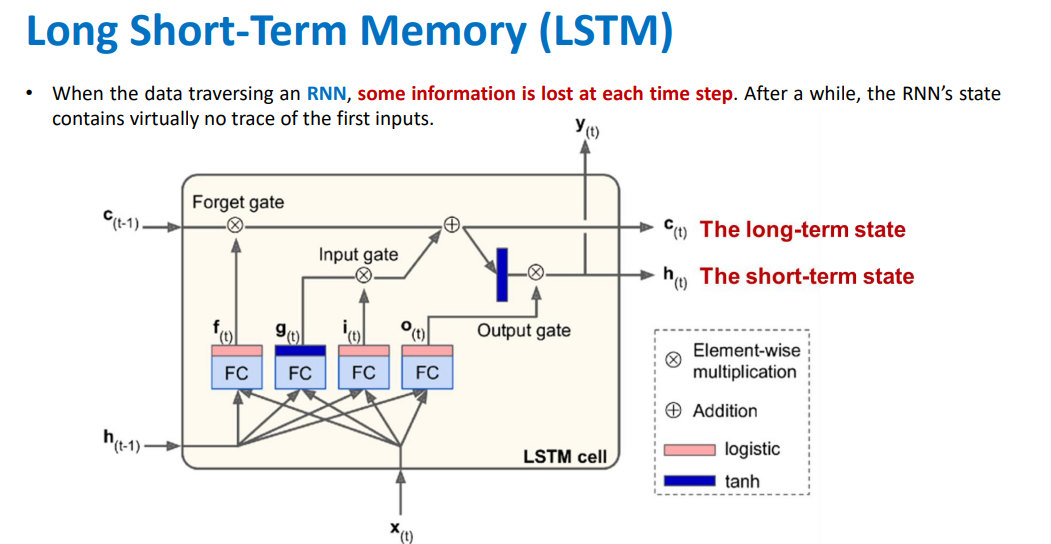 Long Short-Term Memory (LSTM)
• When the data traversing an RNN, some information is lost at each time step. After a while, the RNN's state
contains virtually no trace of the first inputs.
y(t)
Forget gate
c(t-1)
c(t) The long-term state
Input gate
h(t) The short-term state
f(t) g(t) i(t) o(t)
Output gate
FC FC FC FC
h(t-1)
LSTM cell
x(t)
⊗ Element-wise
multiplication
⊕ Addition
logistic
tanh